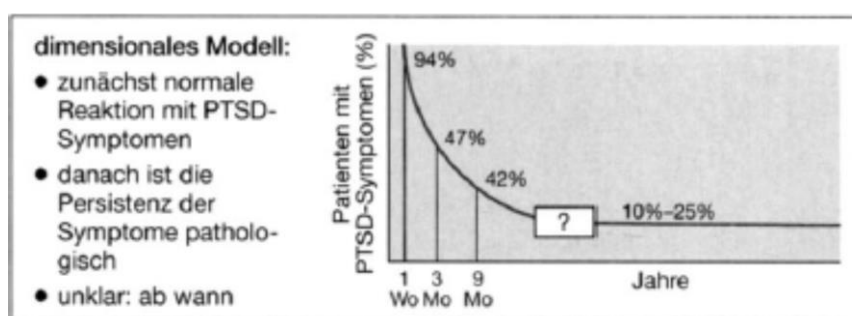 dimensionales Modell:
● zunächst normale
Reaktion mit PTSD-
Symptomen
● danach ist die
Persistenz der
Symptome patholo-
gisch
● unklar: ab wann
Patienten mit
PTSD-Symptomen (%)
94%
47%
42%
?
10%–25%
1 3 9 Jahre
Wo Mo Mo